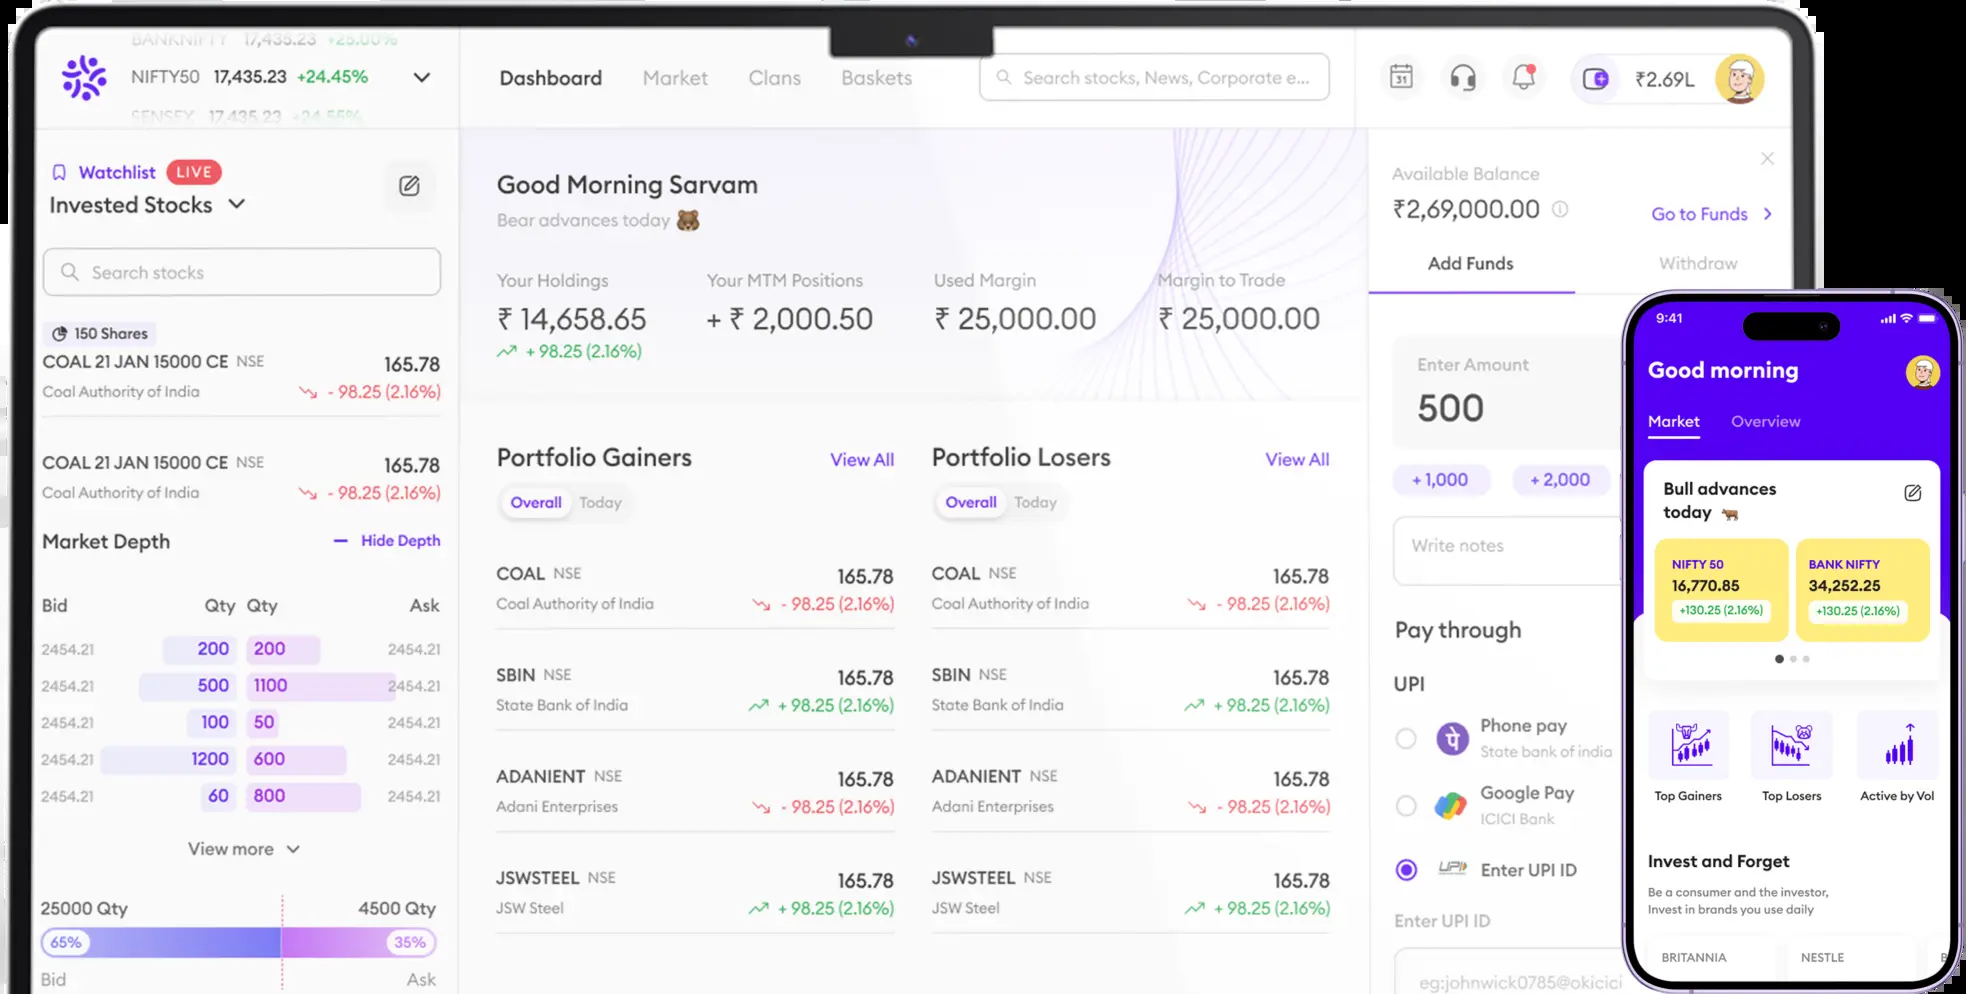 BANKNIFTY 17,435.23 +25.00%
NIFTY50 17,435.23 +24.45%
SENSEX 17,435.23 +24.55%
Dashboard Market Clans Baskets
Search stocks, News, Corporate e...
31
₹2.69L
Watchlist LIVE
Invested Stocks
Search stocks
150 Shares
COAL 21 JAN 15000 CE NSE 165.78
Coal Authority of India - 98.25 (2.16%)
COAL 21 JAN 15000 CE NSE 165.78
Coal Authority of India - 98.25 (2.16%)
Market Depth Hide Depth
Bid Qty Qty Ask
2454.21 200 200 2454.21
2454.21 500 1100 2454.21
2454.21 100 50 2454.21
2454.21 1200 600 2454.21
2454.21 60 800 2454.21
View more
25000 Qty 4500 Qty
65% 35%
Bid Ask
Good Morning Sarvam
Bear advances today
Your Holdings Your MTM Positions Used Margin Margin to Trade
₹ 14,658.65 + ₹ 2,000.50 ₹ 25,000.00 ₹ 25,000.00
+ 98.25 (2.16%)
Portfolio Gainers View All
Overall Today
COAL NSE 165.78
Coal Authority of India - 98.25 (2.16%)
SBIN NSE 165.78
State Bank of India + 98.25 (2.16%)
ADANIENT NSE 165.78
Adani Enterprises - 98.25 (2.16%)
JSWSTEEL NSE 165.78
JSW Steel + 98.25 (2.16%)
Portfolio Losers View All
Overall Today
COAL NSE 165.78
Coal Authority of India - 98.25 (2.16%)
SBIN NSE 165.78
State Bank of India + 98.25 (2.16%)
ADANIENT NSE 165.78
Adani Enterprises - 98.25 (2.16%)
JSWSTEEL NSE 165.78
JSW Steel + 98.25 (2.16%)
Available Balance
₹2,69,000.00
Go to Funds
Add Funds Withdraw
Enter Amount
500
+ 1,000 + 2,000
Write notes
Pay through
UPI
पे Phone pay
State bank of india
Google Pay
ICICI Bank
UPI Enter UPI ID
Enter UPI ID
eg:johnwick0785@okicici
9:41
Good morning
Market Overview
Bull advances
today
NIFTY 50
16,770.85
+130.25 (2.16%)
BANK NIFTY
34,252.25
+130.25 (2.16%)
Top Gainers Top Losers Active by Vol
Invest and Forget
Be a consumer and the investor,
Invest in brands you use daily
BRITANNIA NESTLE B